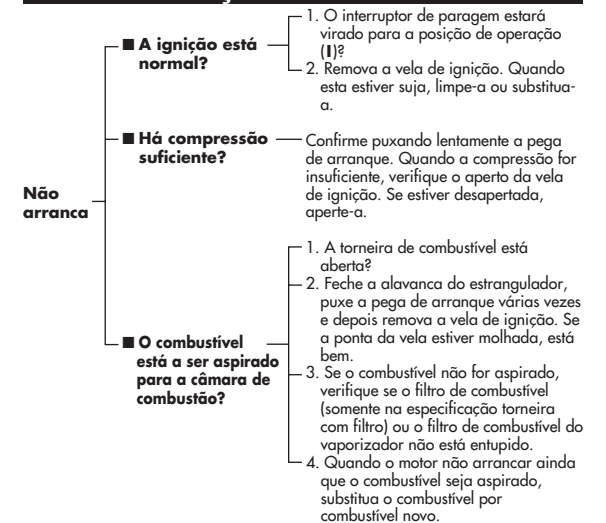 ■ A ignição está
normal?
1. O interruptor de paragem estará
virado para a posição de operação
(I)?
2. Remova a vela de ignição. Quando
esta estiver suja, limpe-a ou substitua-
a.
■ Há compressão
suficiente?
Confirme puxando lentamente a pega
de arranque. Quando a compressão for
insuficiente, verifique o aperto da vela
de ignição. Se estiver desapertada,
aperte-a.
Não
arranca
■ O combustível
está a ser aspirado
para a câmara de
combustão?
1. A torneira de combustível está
aberta?
2. Feche a alavanca do estrangulador,
puxe a pega de arranque várias vezes
e depois remova a vela de ignição. Se
a ponta da vela estiver molhada, está
bem.
3. Se o combustível não for aspirado,
verifique se o filtro de combustível
(somente na especificação torneira
com filtro) ou o filtro de combustível do
vaporizador não está entupido.
4. Quando o motor não arrancar ainda
que o combustível seja aspirado,
substitua o combustível por
combustível novo.